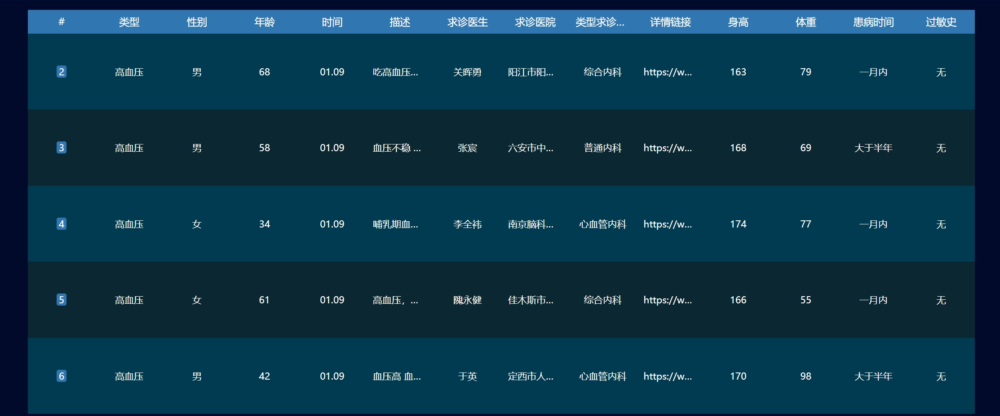 # 类型 性别 年龄 时间 描述 求诊医生 求诊医院 类型求诊... 详情链接 身高 体重 患病时间 过敏史
2 高血压 男 68 01.09 吃高血压... 关晖勇 阳江市阳... 综合内科 https://w... 163 79 一月内 无
3 高血压 男 58 01.09 血压不稳 ... 张宸 六安市中... 普通内科 https://w... 168 69 大于半年 无
4 高血压 女 34 01.09 哺乳期血... 李全祎 南京脑科... 心血管内科 https://w... 174 77 一月内 无
5 高血压 女 61 01.09 高血压，... 隗永健 佳木斯市... 综合内科 https://w... 166 55 一月内 无
6 高血压 男 42 01.09 血压高 血... 于英 定西市人... 心血管内科 https://w... 170 98 大于半年 无